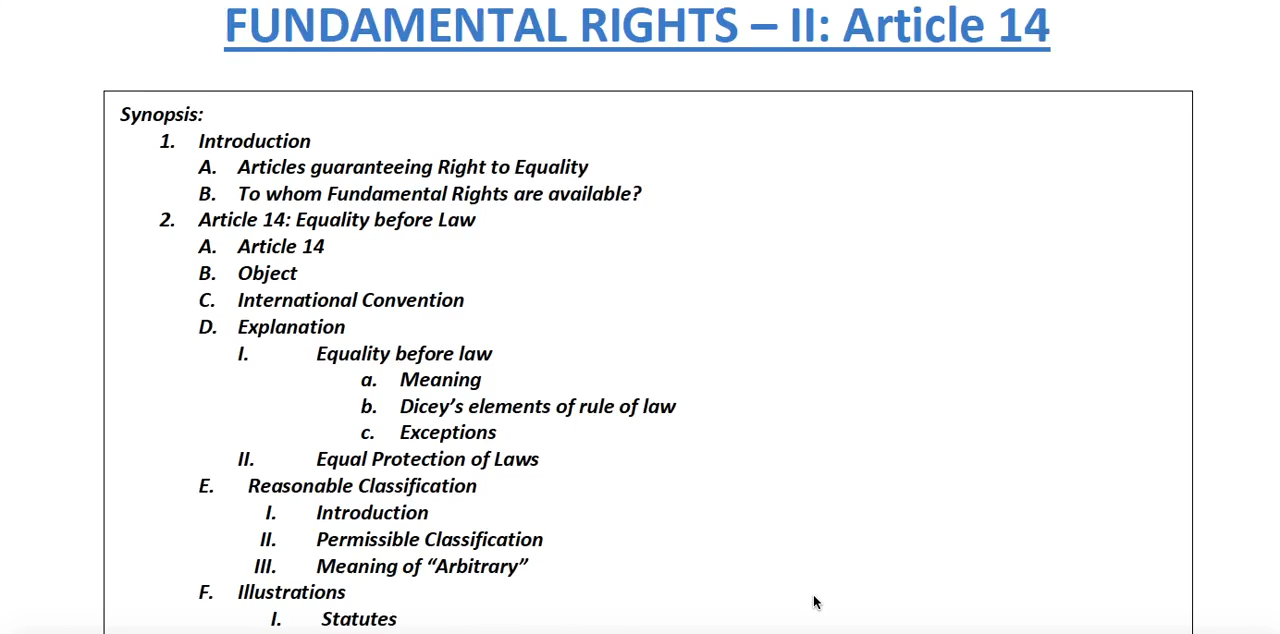 FUNDAMENTAL RIGHTS – II: Article 14
Synopsis:
1. Introduction
A. Articles guaranteeing Right to Equality
B. To whom Fundamental Rights are available?
2. Article 14: Equality before Law
A. Article 14
B. Object
C. International Convention
D. Explanation
I. Equality before law
a. Meaning
b. Dicey’s elements of rule of law
c. Exceptions
II. Equal Protection of Laws
E. Reasonable Classification
I. Introduction
II. Permissible Classification
III. Meaning of “Arbitrary”
F. Illustrations
I. Statutes